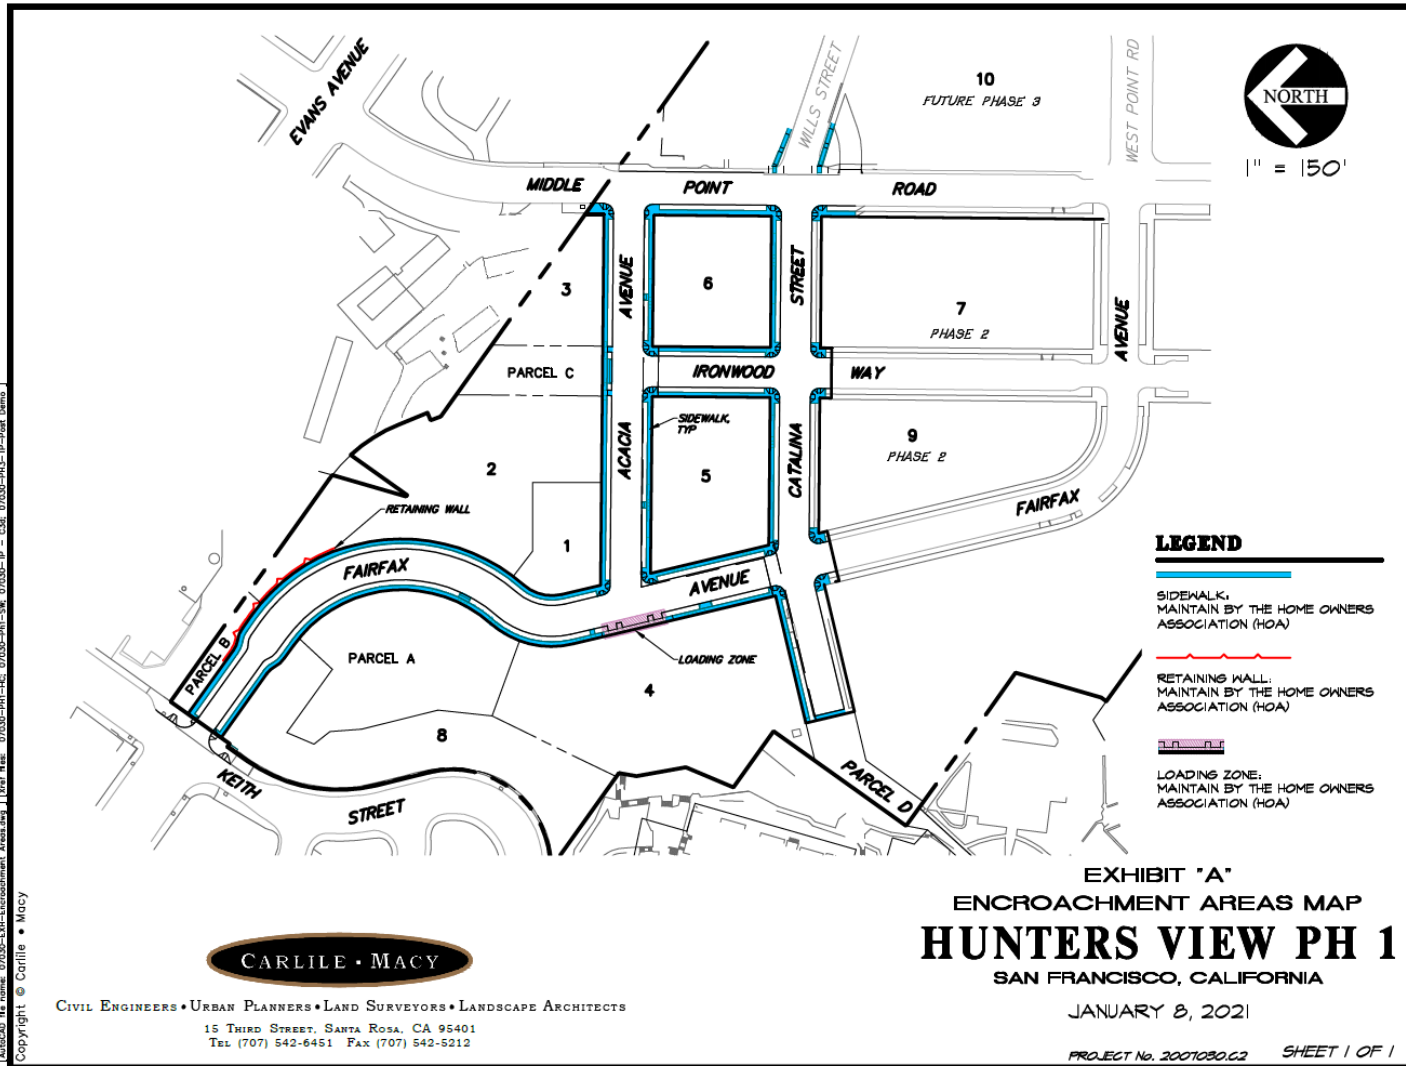 EVANS AVENUE
WILLS STREET
10
FUTURE PHASE 3
WEST POINT RD
NORTH
1" = 150'
MIDDLE POINT ROAD
3
AVENUE
6
STREET
7
PHASE 2
AVENUE
PARCEL C
IRONWOOD WAY
SIDEWALK,
TYP
ACACIA
CATALINA
9
PHASE 2
2
5
RETAINING WALL
FAIRFAX
1
FAIRFAX
AVENUE
PARCEL B
PARCEL A
LOADING ZONE
4
8
KEITH
STREET
PARCEL D
LEGEND
SIDEWALK:
MAINTAIN BY THE HOME OWNERS
ASSOCIATION (HOA)
RETAINING WALL:
MAINTAIN BY THE HOME OWNERS
ASSOCIATION (HOA)
LOADING ZONE:
MAINTAIN BY THE HOME OWNERS
ASSOCIATION (HOA)
EXHIBIT "A"
ENCROACHMENT AREAS MAP
HUNTERS VIEW PH 1
SAN FRANCISCO, CALIFORNIA
JANUARY 8, 2021
PROJECT No. 2007030.C2 SHEET 1 OF 1
CARLILE • MACY
CIVIL ENGINEERS • URBAN PLANNERS • LAND SURVEYORS • LANDSCAPE ARCHITECTS
15 THIRD STREET, SANTA ROSA, CA 95401
TEL (707) 542-6451 FAX (707) 542-5212
Copyright © Carlile • Macy